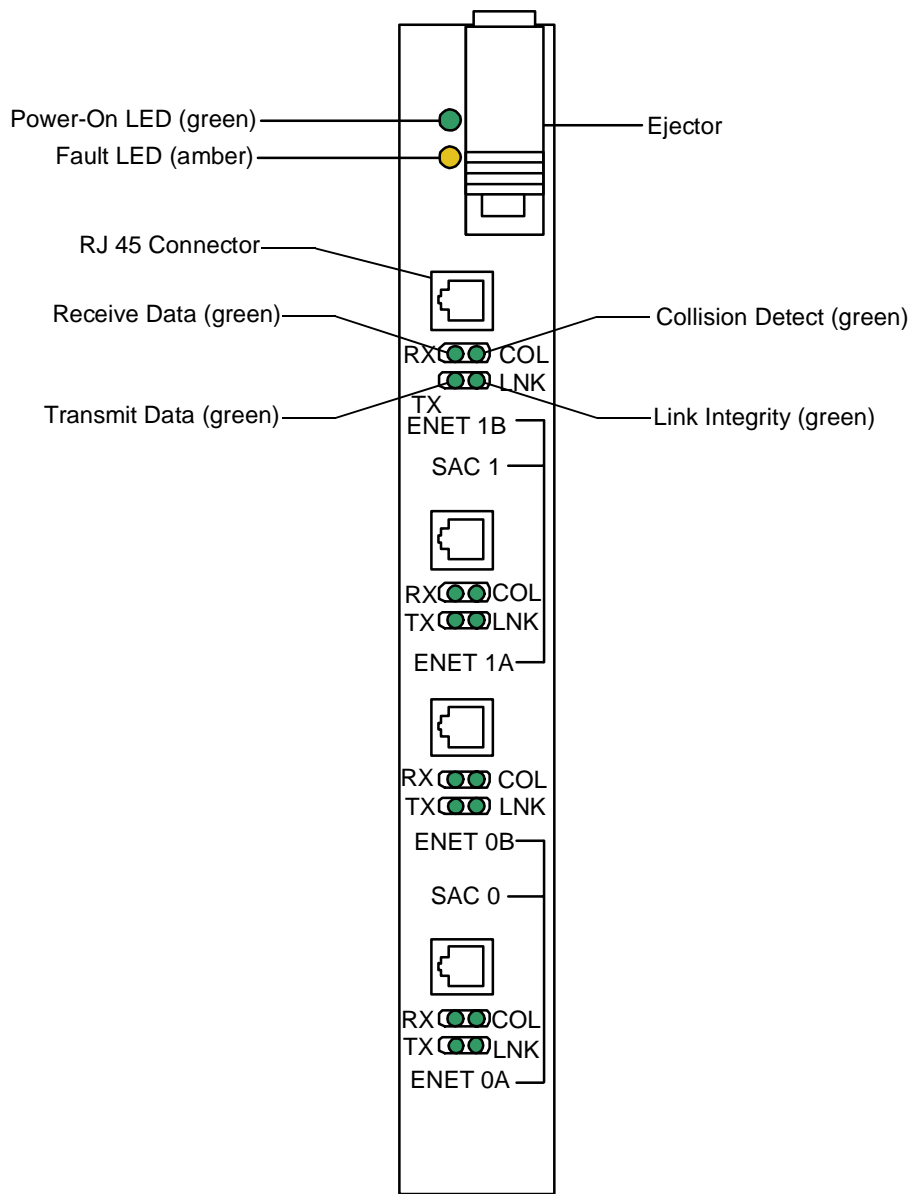 Power-On LED (green)
Ejector
Fault LED (amber)
RJ 45 Connector
Receive Data (green)
Collision Detect (green)
RX COL
LNK
Transmit Data (green)
TX
Link Integrity (green)
ENET 1B
SAC 1
RX COL
TX LNK
ENET 1A
RX COL
TX LNK
ENET 0B
SAC 0
RX COL
TX LNK
ENET 0A